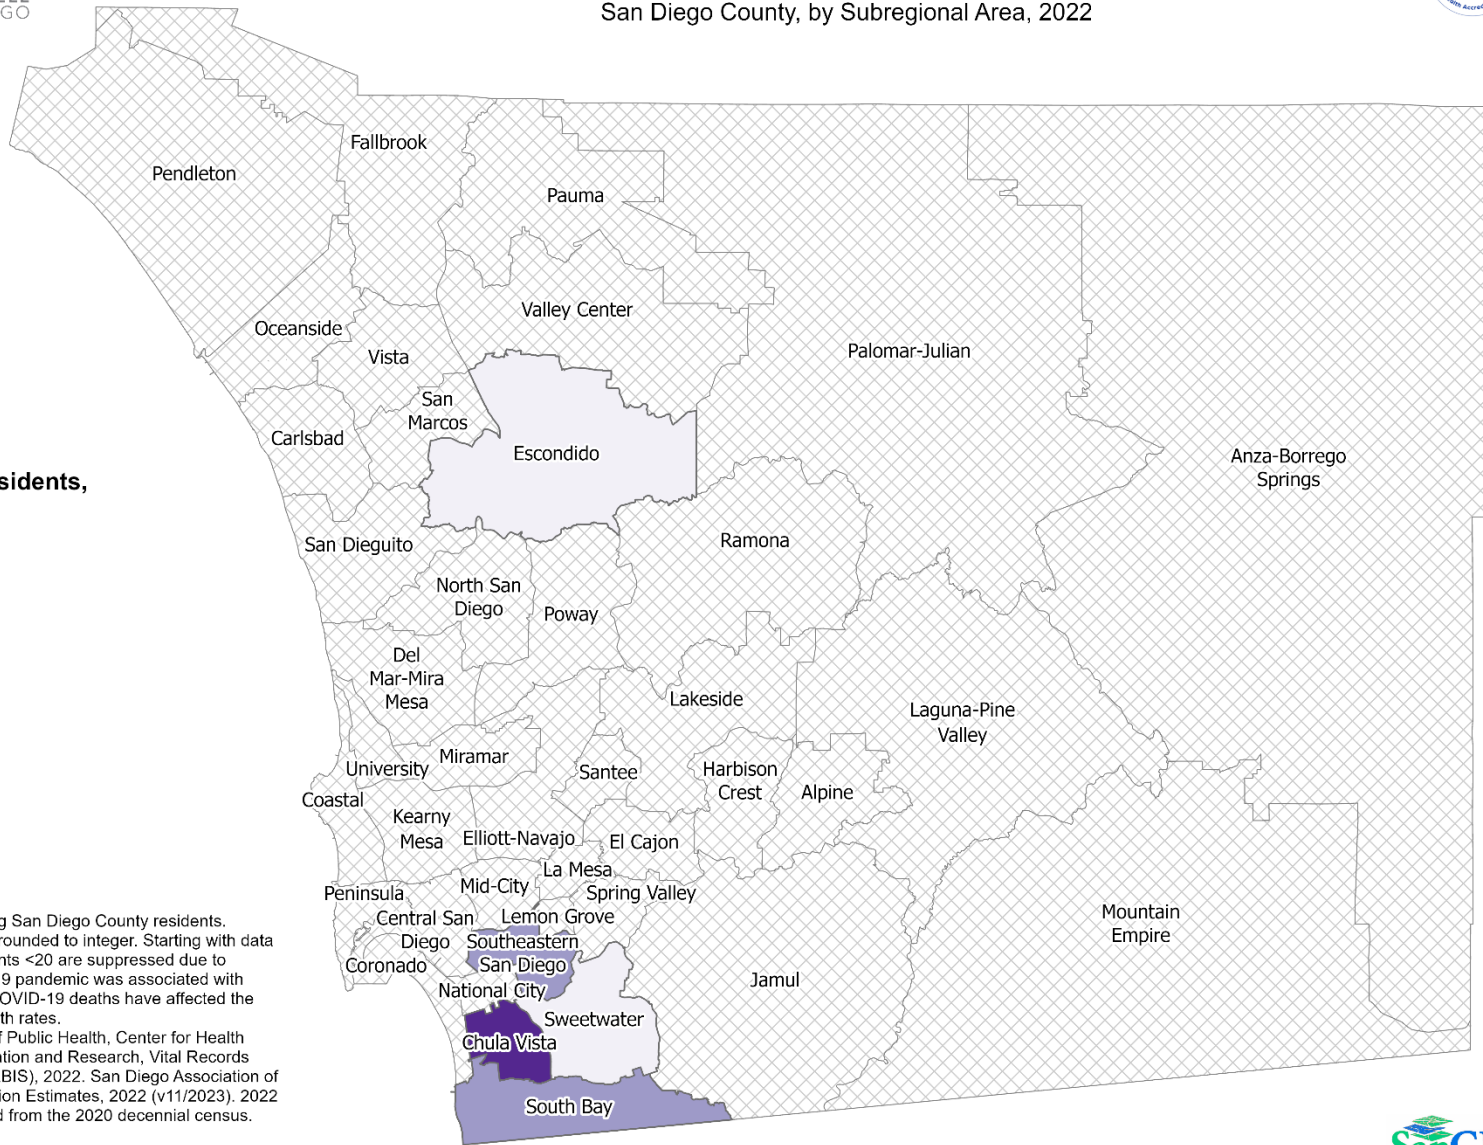 GO
San Diego County, by Subregional Area, 2022
Fallbrook
Pendleton
Pauma
Valley Center
Oceanside
Vista
Palomar-Julian
San
Marcos
Carlsbad
Escondido
Anza-Borrego
Springs
sidents,
San Dieguito
Ramona
North San
Diego
Poway
Del
Mar-Mira
Mesa
Lakeside
Laguna-Pine
Valley
Miramar
University
Santee
Harbison
Crest
Alpine
Coastal
Kearny
Mesa
Elliott-Navajo
El Cajon
La Mesa
Mid-City
Peninsula
Spring Valley
Central San
Diego
Lemon Grove
Mountain
Empire
Southeastern
San Diego
Coronado
Jamul
National City
Sweetwater
Chula Vista
South Bay
g San Diego County residents.
rounded to integer. Starting with data
nts <20 are suppressed due to
9 pandemic was associated with
OVID-19 deaths have affected the
th rates.
f Public Health, Center for Health
ation and Research, Vital Records
BIS), 2022. San Diego Association of
ion Estimates, 2022 (v11/2023). 2022
d from the 2020 decennial census.